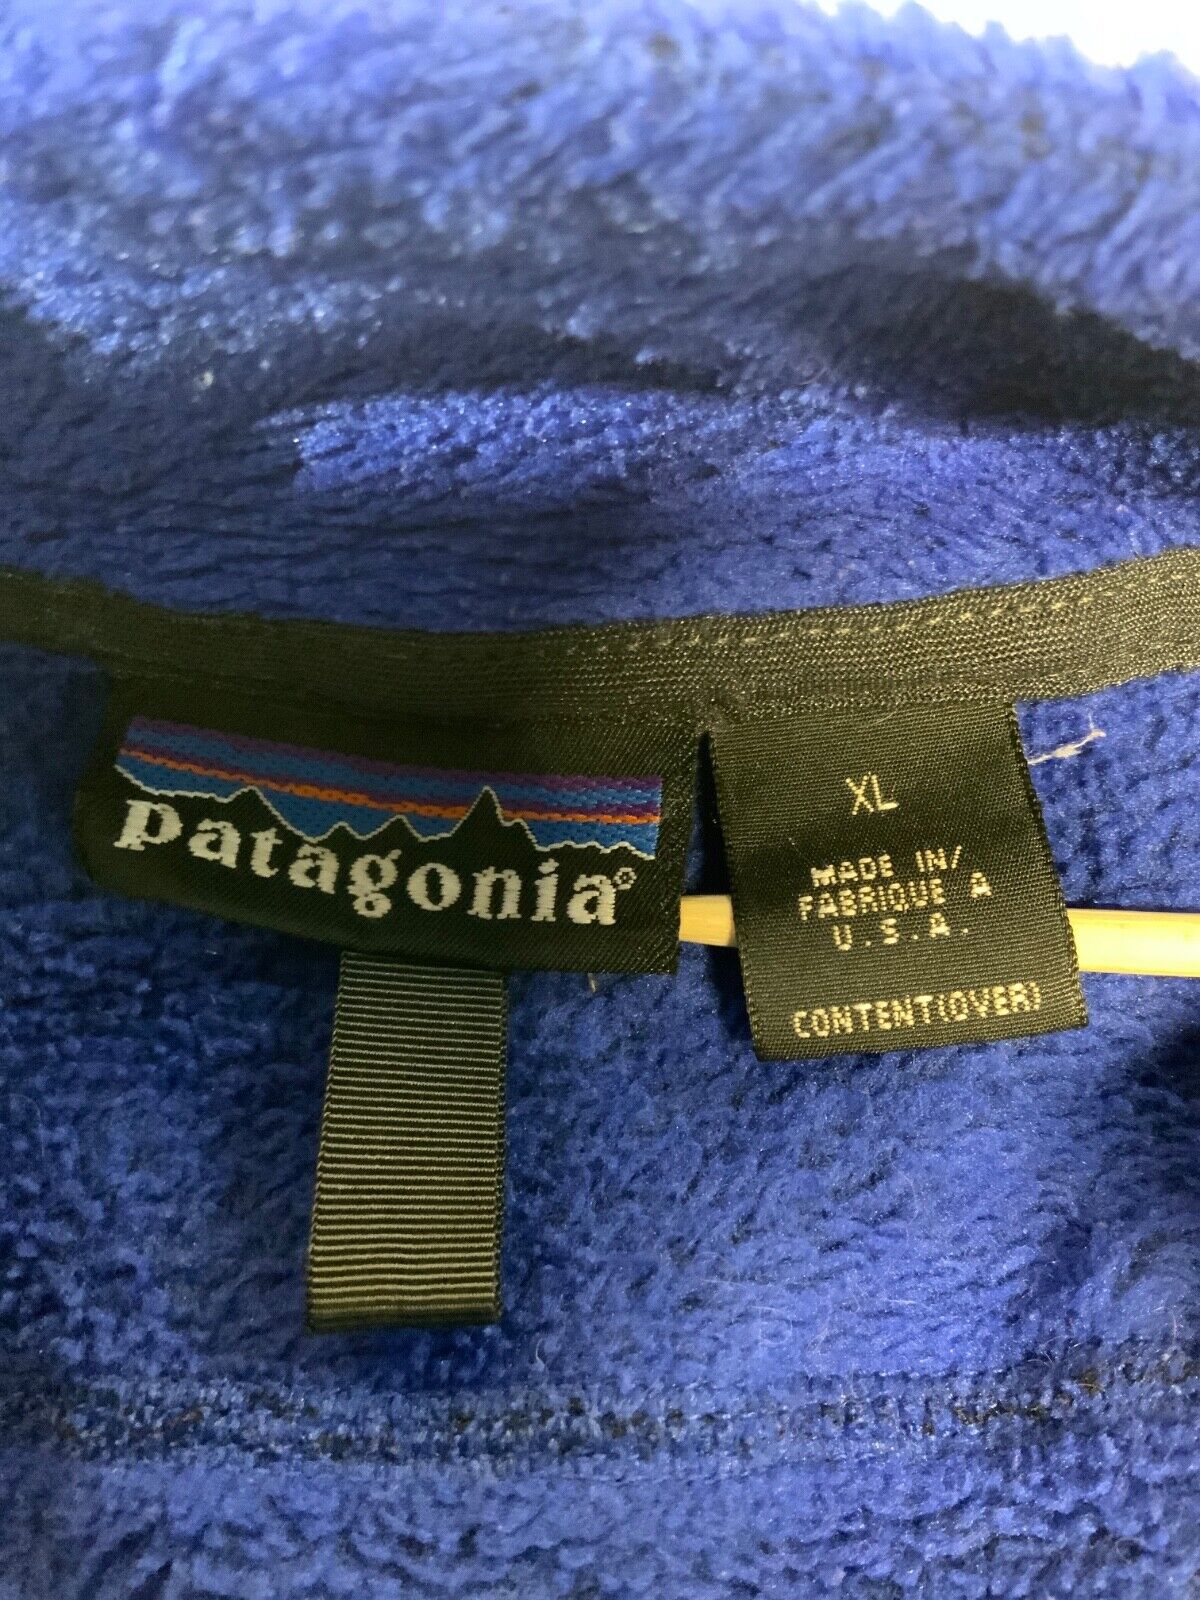 patagonia®
XL
MADE IN/
FABRIQUE A
U.S.A.
CONTENT(OVER)